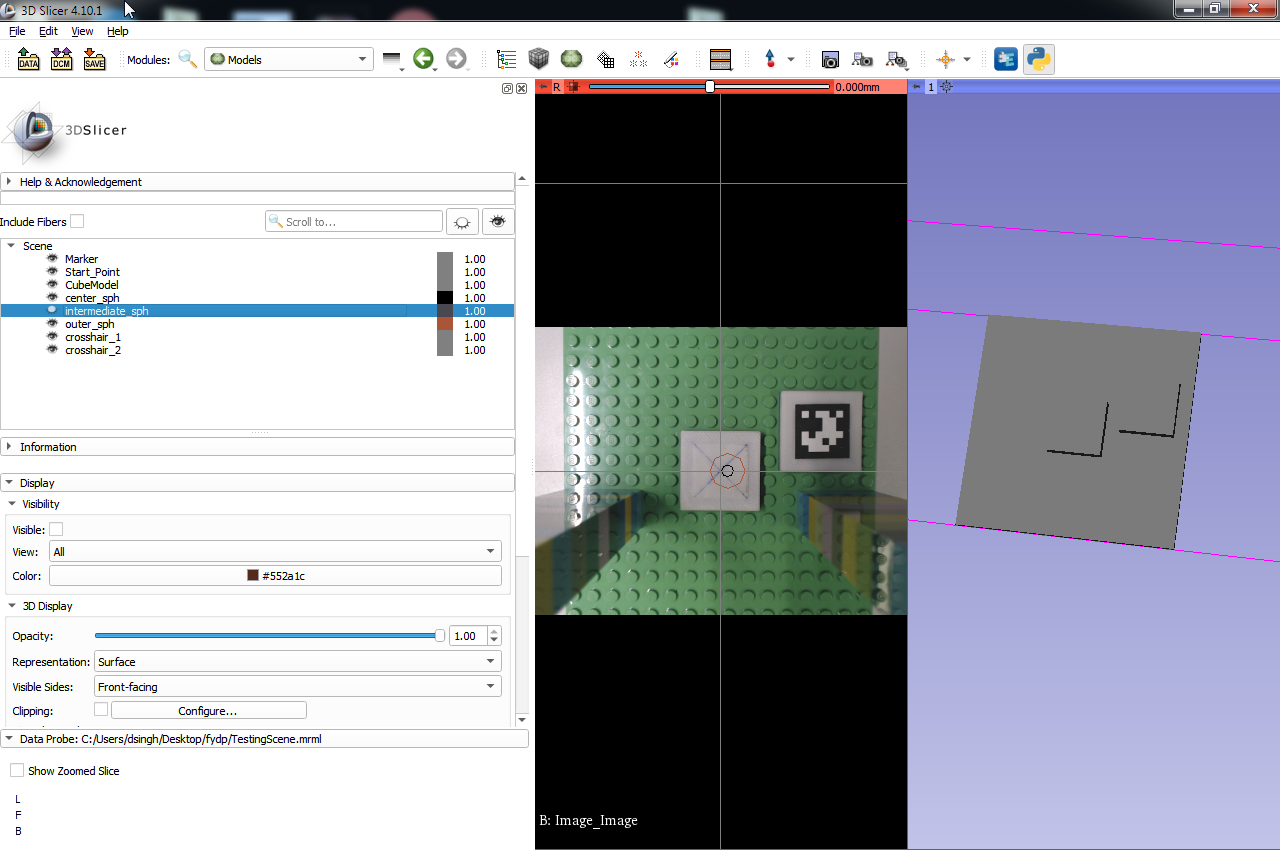 3D Slicer 4.10.1
File Edit View Help
DATA DCM SAVE Modules: Models
R 0.000mm 1
3DSlicer
Help & Acknowledgement
Include Fibers Scroll to...
Scene
Marker 1.00
Start_Point 1.00
CubeModel 1.00
center_sph 1.00
intermediate_sph 1.00
outer_sph 1.00
crosshair_1 1.00
crosshair_2 1.00
Information
Display
Visibility
Visible:
View: All
Color: #552a1c
3D Display
Opacity: 1.00
Representation: Surface
Visible Sides: Front-facing
Clipping: Configure...
Data Probe: C:/Users/dsingh/Desktop/fydp/TestingScene.mrml
Show Zoomed Slice
L
F
B
B: Image_Image